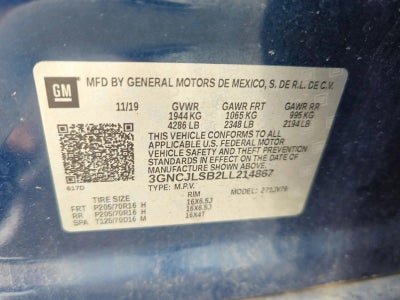 GM
MFD BY GENERAL MOTORS DE MEXICO, S. DE R.L. DE C.V.
11/19 GVWR GAWR FRT GAWR RR
1944 KG 1065 KG 995 KG
4286 LB 2348 LB 2194 LB
THIS VEHICLE CONFORMS TO ALL
APPLICABLE U.S. FEDERAL MOTOR
VEHICLE SAFETY AND THEFT
PREVENTION STANDARDS IN EFFECT
ON THE DATE OF MANUFACTURE
SHOWN ABOVE.
3GNCJLSB2LL214867
617D TYPE: M.P.V. MODEL:
TIRE SIZE RIM
FRT P205/70R16 H 16X6.5J
RR P205/70R16 H 16X6.5J
SPA M 16X4T